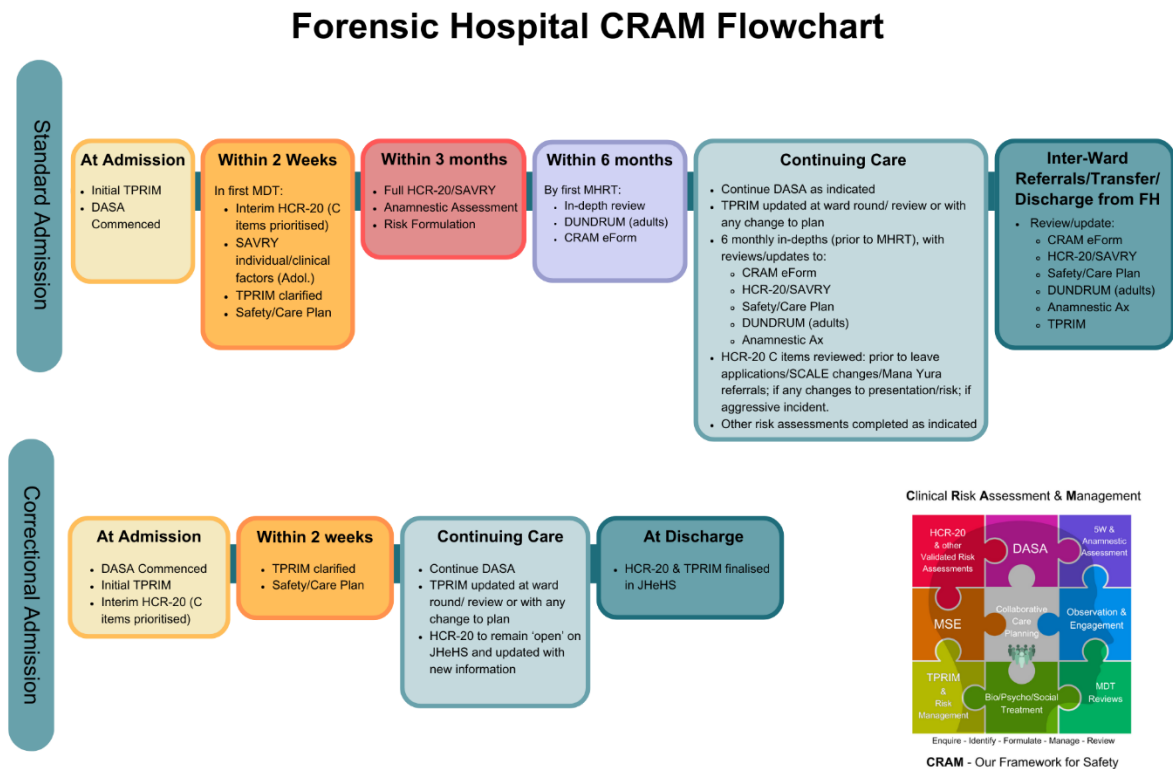 Forensic Hospital CRAM Flowchart
Standard Admission
At Admission
• Initial TPRIM
• DASA
Commenced
Within 2 Weeks
In first MDT:
• Interim HCR-20 (C
items prioritised)
• SAVRY
individual/clinical
factors (Adol.)
• TPRIM clarified
• Safety/Care Plan
Within 3 months
• Full HCR-20/SAVRY
• Anamnestic Assessment
• Risk Formulation
Within 6 months
By first MHRT:
• In-depth review
• DUNDRUM (adults)
• CRAM eForm
Continuing Care
• Continue DASA as indicated
• TPRIM updated at ward round/ review or with
any change to plan
• 6 monthly in-depths (prior to MHRT), with
reviews/updates to:
○ CRAM eForm
○ HCR-20/SAVRY
○ Safety/Care Plan
○ DUNDRUM (adults)
○ Anamnestic Ax
• HCR-20 C items reviewed: prior to leave
applications/SCALE changes/Mana Yura
referrals; if any changes to presentation/risk; if
aggressive incident.
• Other risk assessments completed as indicated
Inter-Ward
Referrals/Transfer/
Discharge from FH
• Review/update:
○ CRAM eForm
○ HCR-20/SAVRY
○ Safety/Care Plan
○ DUNDRUM (adults)
○ Anamnestic Ax
○ TPRIM
Correctional Admission
At Admission
• DASA Commenced
• Initial TPRIM
• Interim HCR-20 (C
items prioritised)
Within 2 weeks
• TPRIM clarified
• Safety/Care Plan
Continuing Care
• Continue DASA
• TPRIM updated at ward
round/ review or with any
change to plan
• HCR-20 to remain ‘open’ on
JHeHS and updated with
new information
At Discharge
• HCR-20 & TPRIM finalised
in JHeHS
Clinical Risk Assessment & Management
HCR-20
& other
Validated Risk
Assessments
DASA
5W &
Anamnestic
Assessment
MSE
Collaborative
Care
Planning
Observation &
Engagement
TPRIM
&
Risk
Management
Bio/Psycho/Social
Treatment
MDT
Reviews
Enquire - Identify - Formulate - Manage - Review
CRAM - Our Framework for Safety